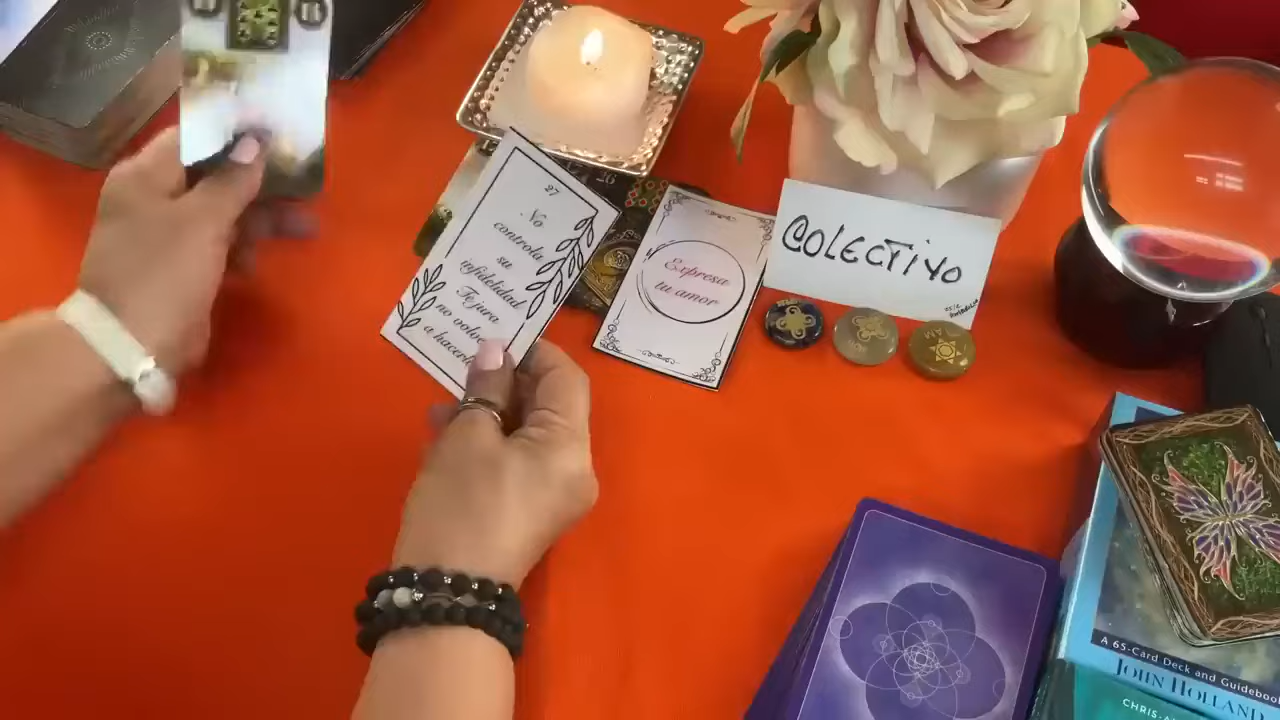 27
No
controla
su
infidelidad
Te jura
no volver
a hacerlo
26
Expresa
tu amor
COLECTIVO
A 65-Card Deck and Guidebook
JOHN HOLLAND